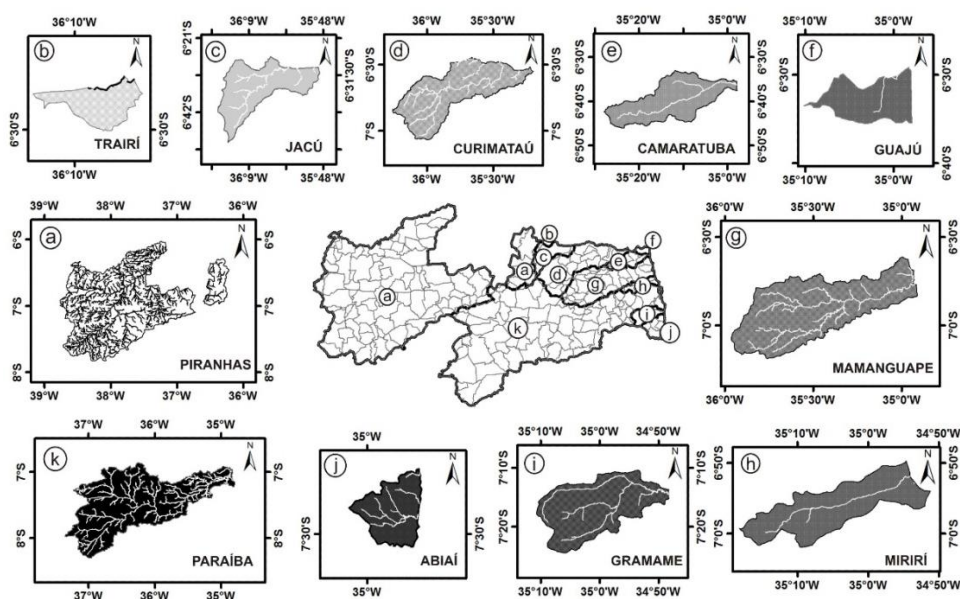 36°10'W
b
N
6°30'S
6°30'S
TRAIRÍ
36°10'W
36°9'W 35°48'W
6°21'S
c
N
6°31'30"S
6°42'S
JACÚ
36°9'W 35°48'W
36°W 35°30'W
d
N
6°30'S
6°30'S
7°S
7°S
CURIMATAÚ
36°W 35°30'W
35°20'W 35°0'W
e
N
6°30'S
6°30'S
6°40'S
6°40'S
6°50'S
6°50'S
CAMARATUBA
35°20'W 35°0'W
35°10'W 35°0'W
f
N
6°30'S
6°30'S
6°40'S
GUAJÚ
35°10'W 35°0'W
39°W 38°W 37°W 36°W
a
N
6°S
6°S
7°S
7°S
8°S
8°S
PIRANHAS
39°W 38°W 37°W 36°W
b
f
c
a
e
d
g
h
a
i
k
j
36°0'W 35°30'W 35°0'W
g
N
6°30'S
6°30'S
7°0'S
7°0'S
MAMANGUAPE
36°0'W 35°30'W 35°0'W
37°W 36°W 35°W
k
N
7°S
7°S
8°S
8°S
PARAÍBA
37°W 36°W 35°W
35°W
j
N
7°30'S
7°30'S
ABIAÍ
35°W
35°10'W 35°0'W 34°50'W
i
N
7°10'S
7°10'S
7°20'S
7°20'S
GRAMAME
35°10'W 35°0'W 34°50'W
35°10'W 35°0'W 34°50'W
h
N
6°50'S
6°50'S
7°0'S
7°0'S
MIRIRÍ
35°10'W 35°0'W 34°50'W